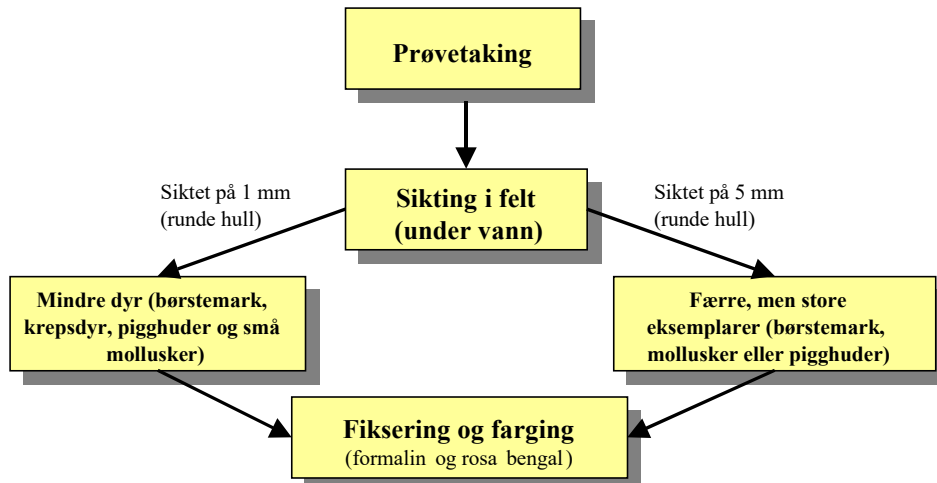 Prøvetaking
Siktet på 1 mm
(runde hull)
Sikting i felt
(under vann)
Siktet på 5 mm
(runde hull)
Mindre dyr (børstemark,
krepsdyr, pigghuder og små
mollusker)
Færre, men store
eksemplarer (børstemark,
mollusker eller pigghuder)
Fiksering og farging
(formalin og rosa bengal)